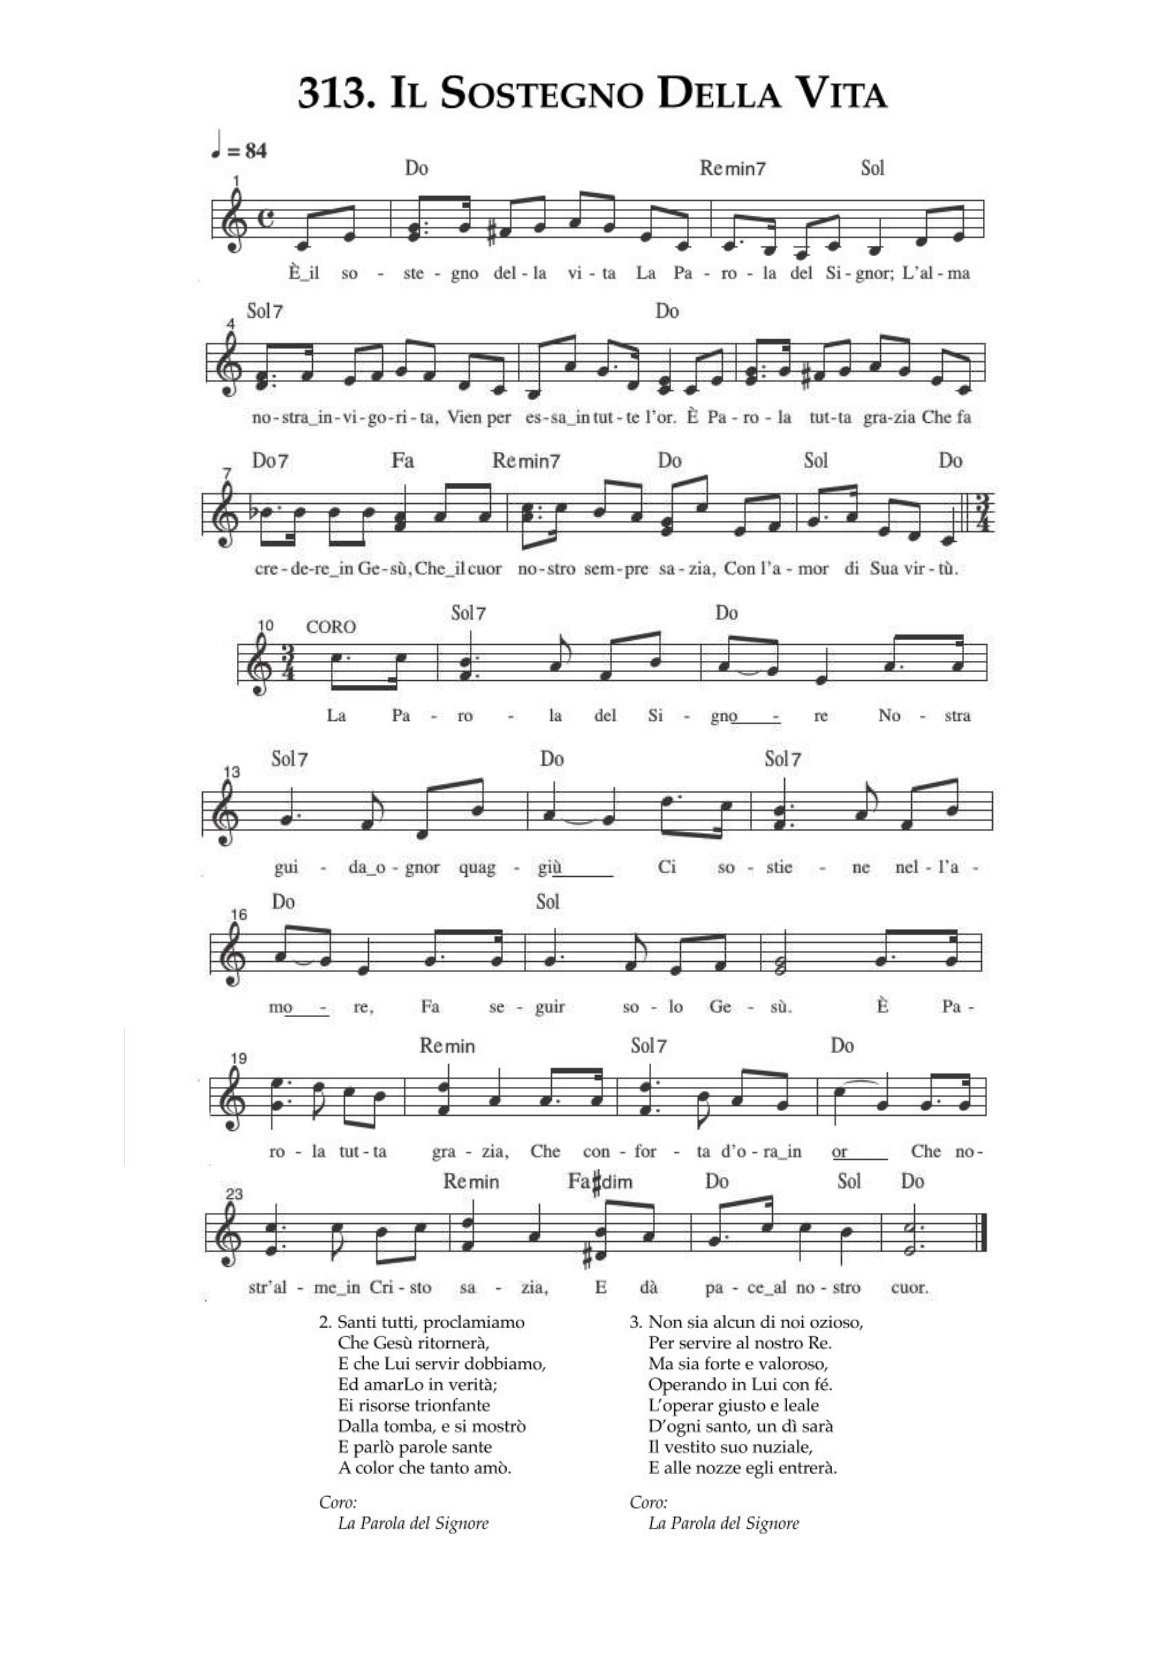 313. Il Sostegno Della Vita
= 84
Do Remin7 Sol
1
È_il so - ste - gno del - la vi - ta La Pa - ro - la del Si - gnor; L'al - ma
Sol7 Do
4
no - stra_in - vi - go - ri - ta, Vien per es - sa_in tut - te l'or. È Pa - ro - la tut - ta gra - zia Che fa
Do7 Fa Remin7 Do Sol Do
7
3
4
cre - de - re_in Ge - sù, Che_il cuor no - stro sem - pre sa - zia, Con l'a - mor di Sua vir - tù.
Sol7 Do
10 CORO
3
4
La Pa - ro - la del Si - gno - re No - stra
Sol7 Do Sol7
13
gui - da_o - gnor quag - giù Ci so - stie - ne nel - l'a -
Do Sol
16
mo - re, Fa se - guir so - lo Ge - sù. È Pa -
Remin Sol7 Do
19
ro - la tut - ta gra - zia, Che con - for - ta d'o - ra_in or Che no -
Remin Fa♯dim Do Sol Do
23
str'al - me_in Cri - sto sa - zia, E dà pa - ce_al no - stro cuor.
2. Santi tutti, proclamiamo
Che Gesù ritornerà,
E che Lui servir dobbiamo,
Ed amarLo in verità;
Ei risorse trionfante
Dalla tomba, e si mostrò
E parlò parole sante
A color che tanto amò.
Coro:
La Parola del Signore
3. Non sia alcun di noi ozioso,
Per servire al nostro Re.
Ma sia forte e valoroso,
Operando in Lui con fé.
L'operar giusto e leale
D'ogni santo, un dì sarà
Il vestito suo nuziale,
E alle nozze egli entrerà.
Coro:
La Parola del Signore